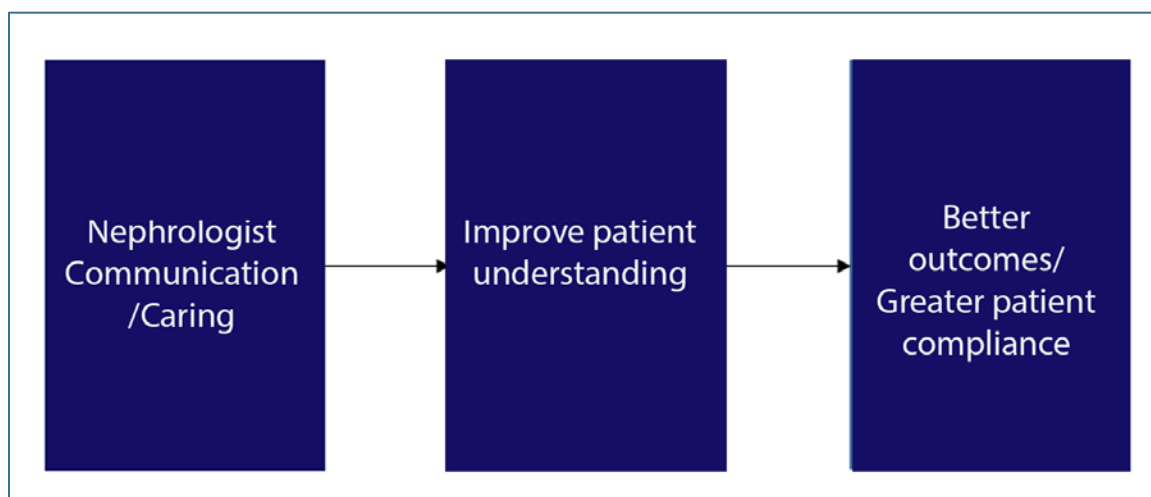 Nephrologist
Communication
/Caring
Improve patient
understanding
Better
outcomes/
Greater patient
compliance